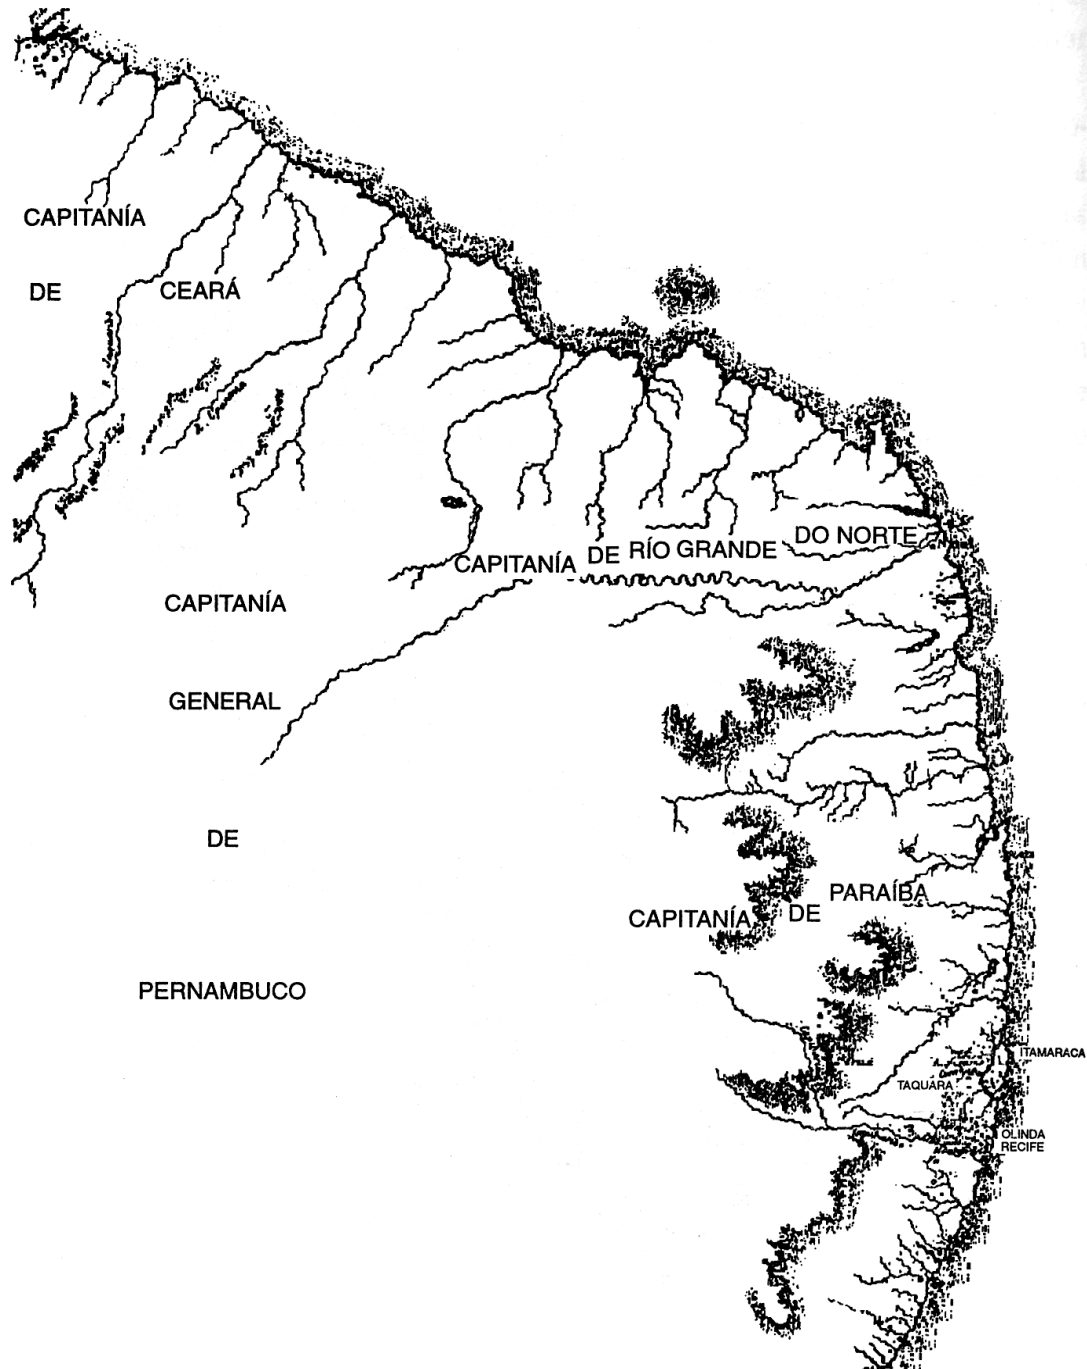 CAPITANÍA
DE CEARÁ
CAPITANÍA DE RÍO GRANDE DO NORTE
CAPITANÍA
GENERAL
DE
PERNAMBUCO
CAPITANÍA DE PARAÍBA
ITAMARACA
TAQUARA
OLINDA
RECIFE